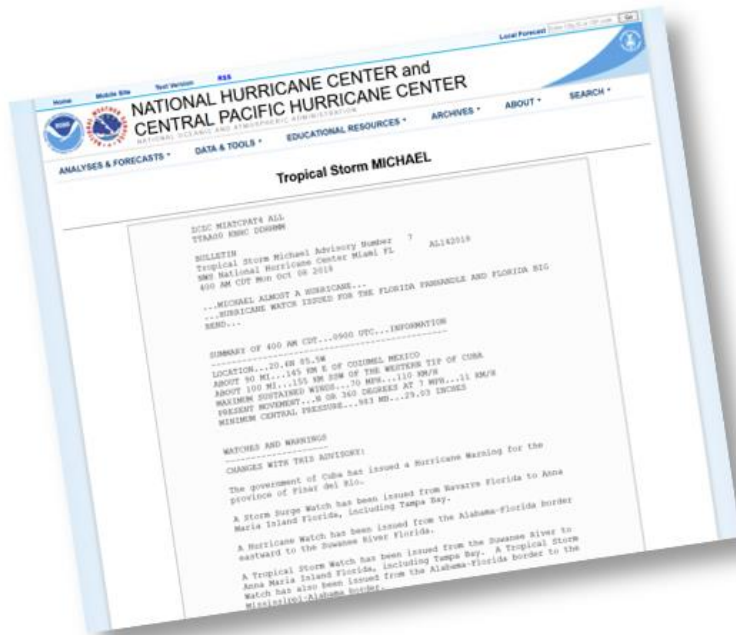 Home Mobile Site Text Version RSS
Local Forecast Go
NATIONAL HURRICANE CENTER and
CENTRAL PACIFIC HURRICANE CENTER
NATIONAL OCEANIC AND ATMOSPHERIC ADMINISTRATION
ANALYSES & FORECASTS DATA & TOOLS EDUCATIONAL RESOURCES ARCHIVES ABOUT SEARCH
Tropical Storm MICHAEL
ZCZC MIATCPAT4 ALL
TTAA00 KNHC DDHHMM
BULLETIN
Tropical Storm Michael Advisory Number 7
NWS National Hurricane Center Miami FL AL142018
400 AM CDT Mon Oct 08 2018
...MICHAEL ALMOST A HURRICANE...
...HURRICANE WATCH ISSUED FOR THE FLORIDA PANHANDLE AND FLORIDA BIG
BEND...
SUMMARY OF 400 AM CDT...0900 UTC...INFORMATION
----------------------------------------------
LOCATION...20.6N 85.5W
ABOUT 90 MI...145 KM E OF COZUMEL MEXICO
ABOUT 100 MI...155 KM SSW OF THE WESTERN TIP OF CUBA
MAXIMUM SUSTAINED WINDS...70 MPH...110 KM/H
PRESENT MOVEMENT...N OR 360 DEGREES AT 7 MPH...11 KM/H
MINIMUM CENTRAL PRESSURE...983 MB...29.03 INCHES
WATCHES AND WARNINGS
--------------------
CHANGES WITH THIS ADVISORY:
The government of Cuba has issued a Hurricane Warning for the
province of Pinar del Rio.
A Storm Surge Watch has been issued from Navarre Florida to Anna
Maria Island Florida, including Tampa Bay.
A Hurricane Watch has been issued from the Alabama-Florida border
eastward to the Suwanee River Florida.
A Tropical Storm Watch has been issued from the Suwanee River to
Anna Maria Island Florida, including Tampa Bay. A Tropical Storm
Watch has also been issued from the Alabama-Florida border to the
Mississippi-Alabama border.